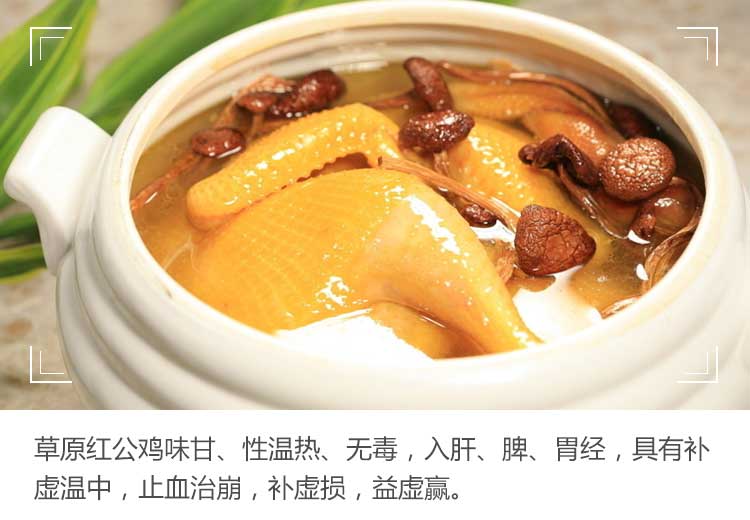 草原红公鸡味甘、性温热、无毒，入肝、脾、胃经，具有补
虚温中，止血治崩，补虚损，益虚赢。